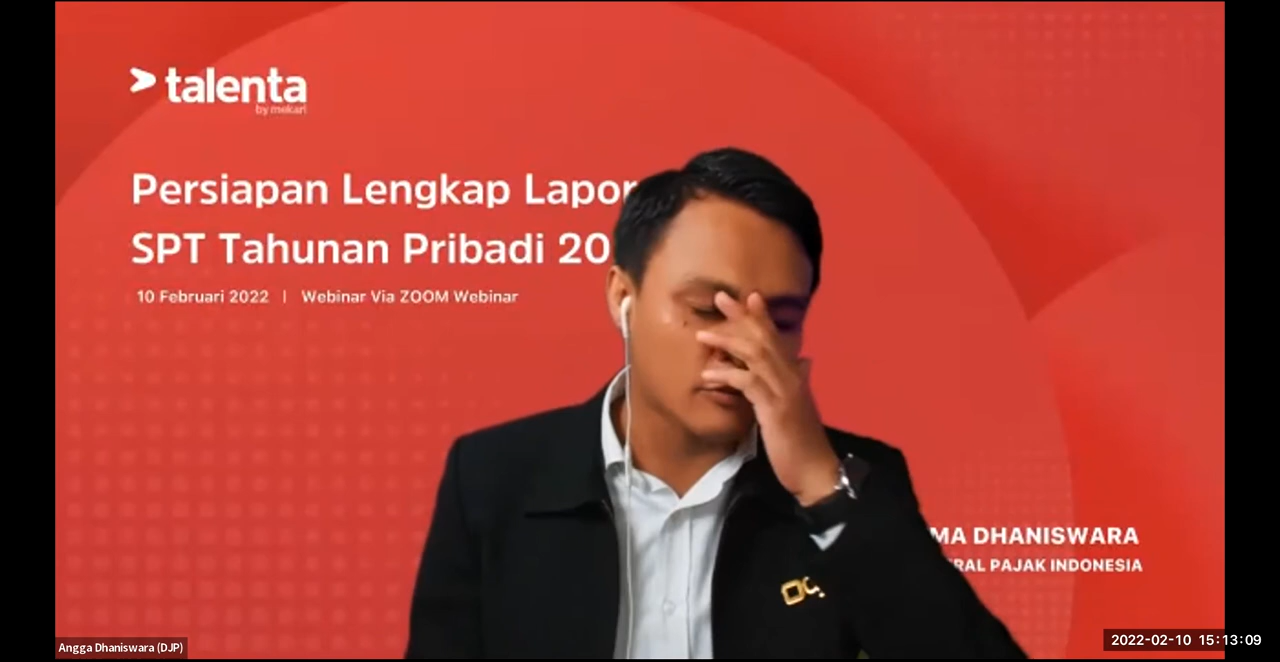 talenta
by mekari
Persiapan Lengkap Lapor
SPT Tahunan Pribadi 20
10 Februari 2022 | Webinar Via ZOOM Webinar
MA DHANISWARA
RAL PAJAK INDONESIA
Angga Dhaniswara (DJP)
2022-02-10 15:13:09